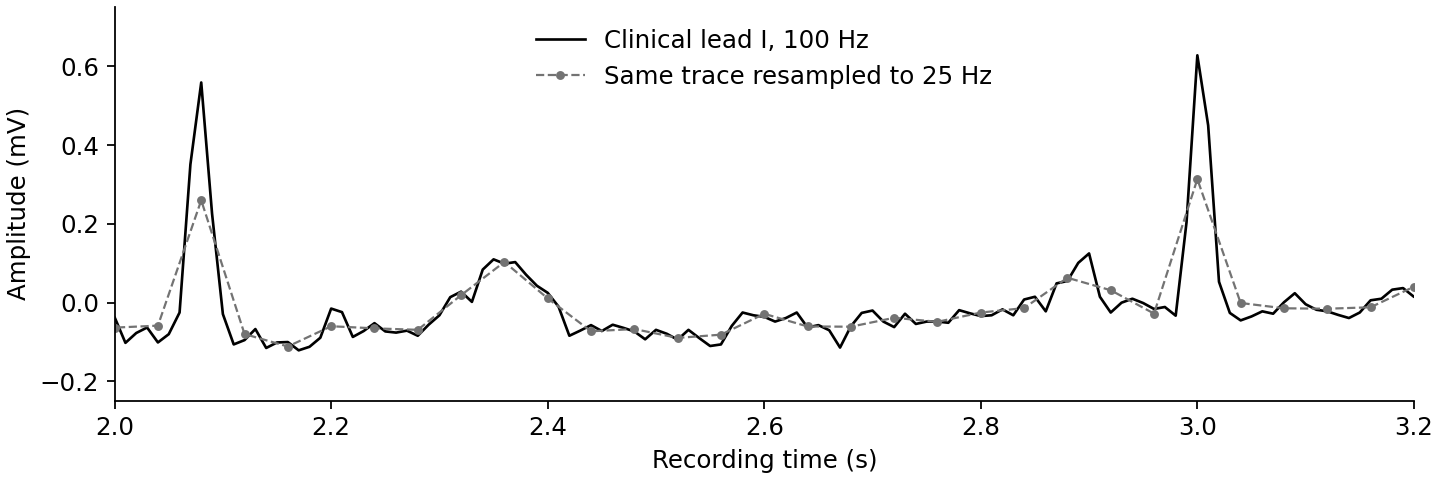 Clinical lead I, 100 Hz
Same trace resampled to 25 Hz
Amplitude (mV)
0.6
0.4
0.2
0.0
−0.2
2.0 2.2 2.4 2.6 2.8 3.0 3.2
Recording time (s)